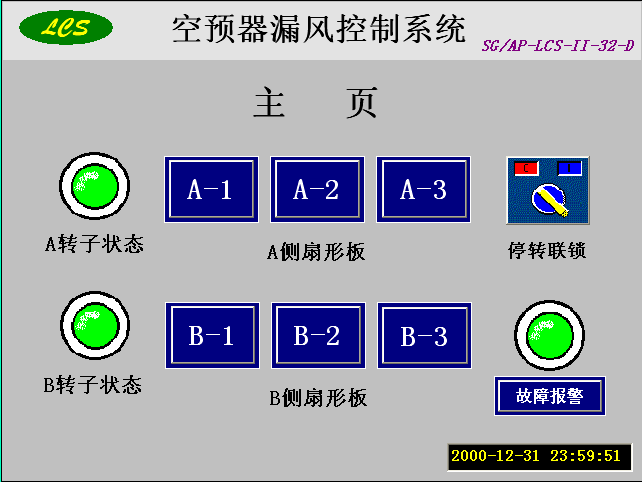 LCS
空预器漏风控制系统
SG/AP-LCS-II-32-D
主 页
A-1
A-2
A-3
A转子状态
A侧扇形板
停转联锁
B-1
B-2
B-3
B转子状态
B侧扇形板
故障报警
2000-12-31 23:59:51